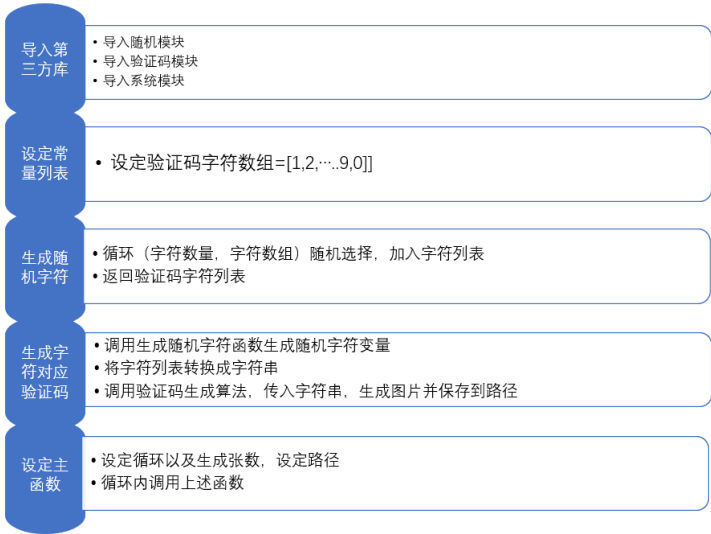 导入第
三方库
• 导入随机模块
• 导入验证码模块
• 导入系统模块
设定常
量列表
• 设定验证码字符数组=[1,2,…..9,0]]
生成随
机字符
• 循环（字符数量，字符数组）随机选择，加入字符列表
• 返回验证码字符列表
生成字
符对应
验证码
• 调用生成随机字符函数生成随机字符变量
• 将字符列表转换成字符串
• 调用验证码生成算法，传入字符串，生成图片并保存到路径
设定主
函数
• 设定循环以及生成张数，设定路径
• 循环内调用上述函数